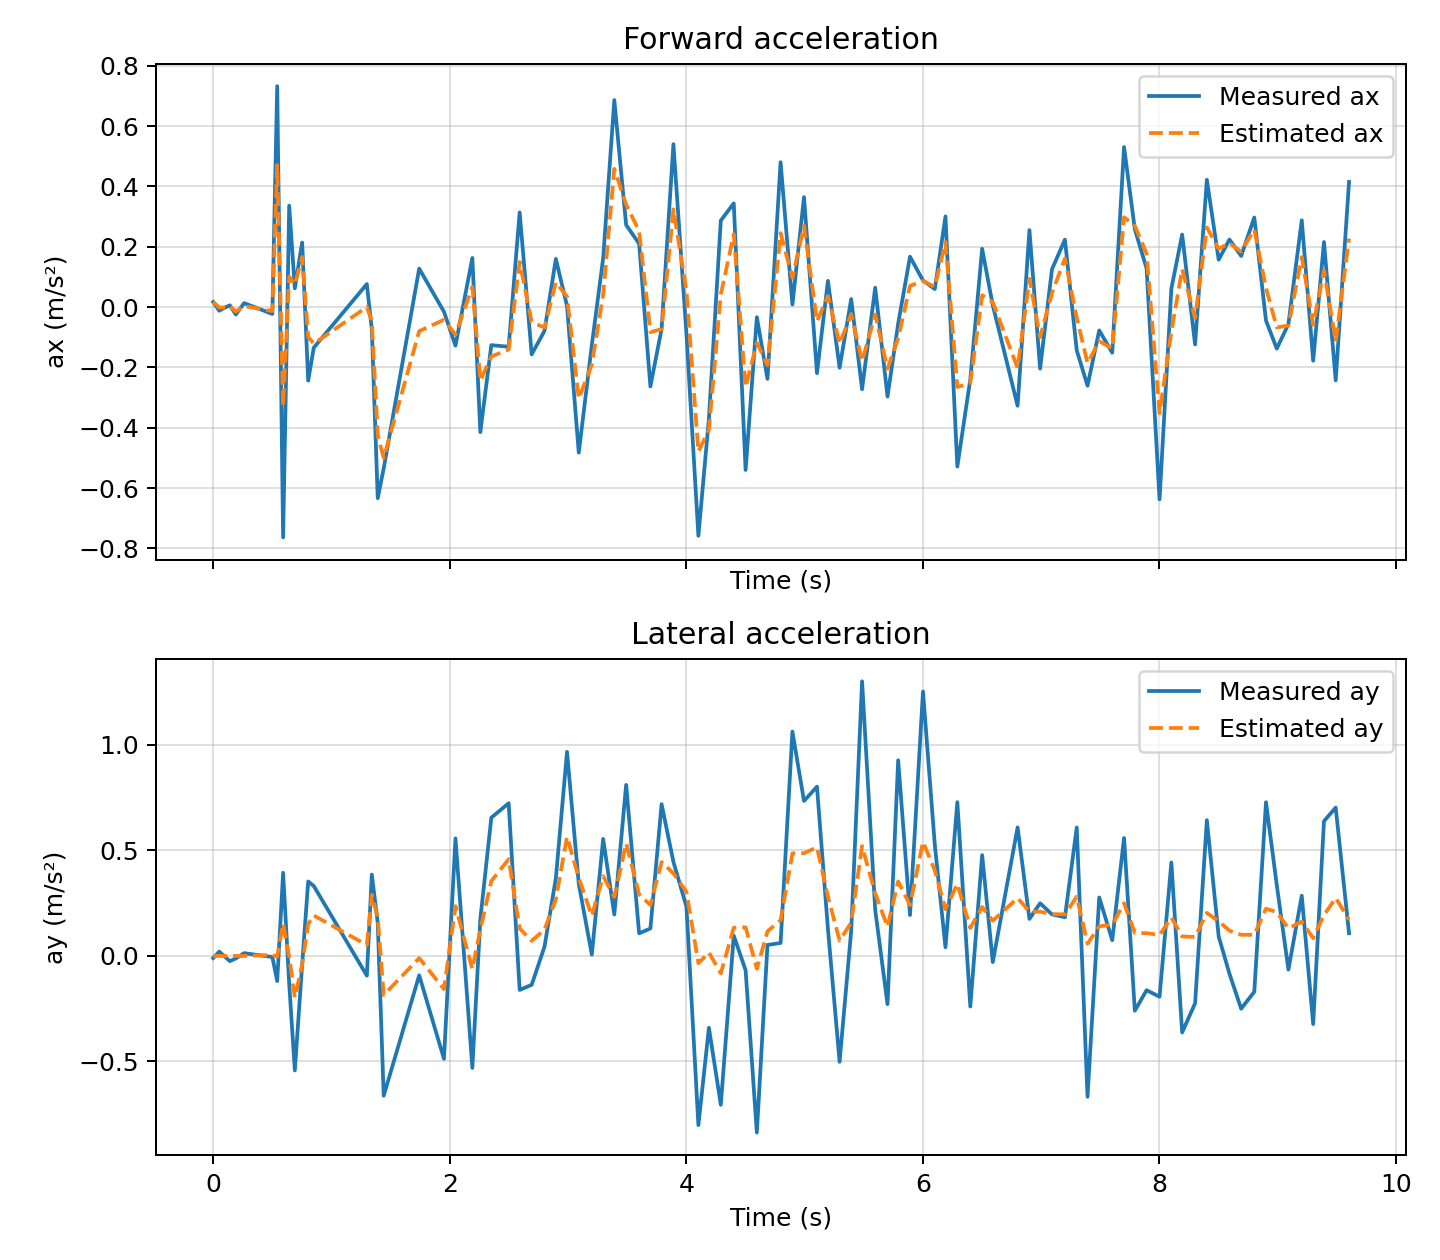 Forward acceleration
0.8
0.6
0.4
0.2
0.0
−0.2
−0.4
−0.6
−0.8
ax (m/s²)
Measured ax
Estimated ax
Time (s)
Lateral acceleration
1.0
0.5
0.0
−0.5
ay (m/s²)
Measured ay
Estimated ay
0 2 4 6 8 10
Time (s)